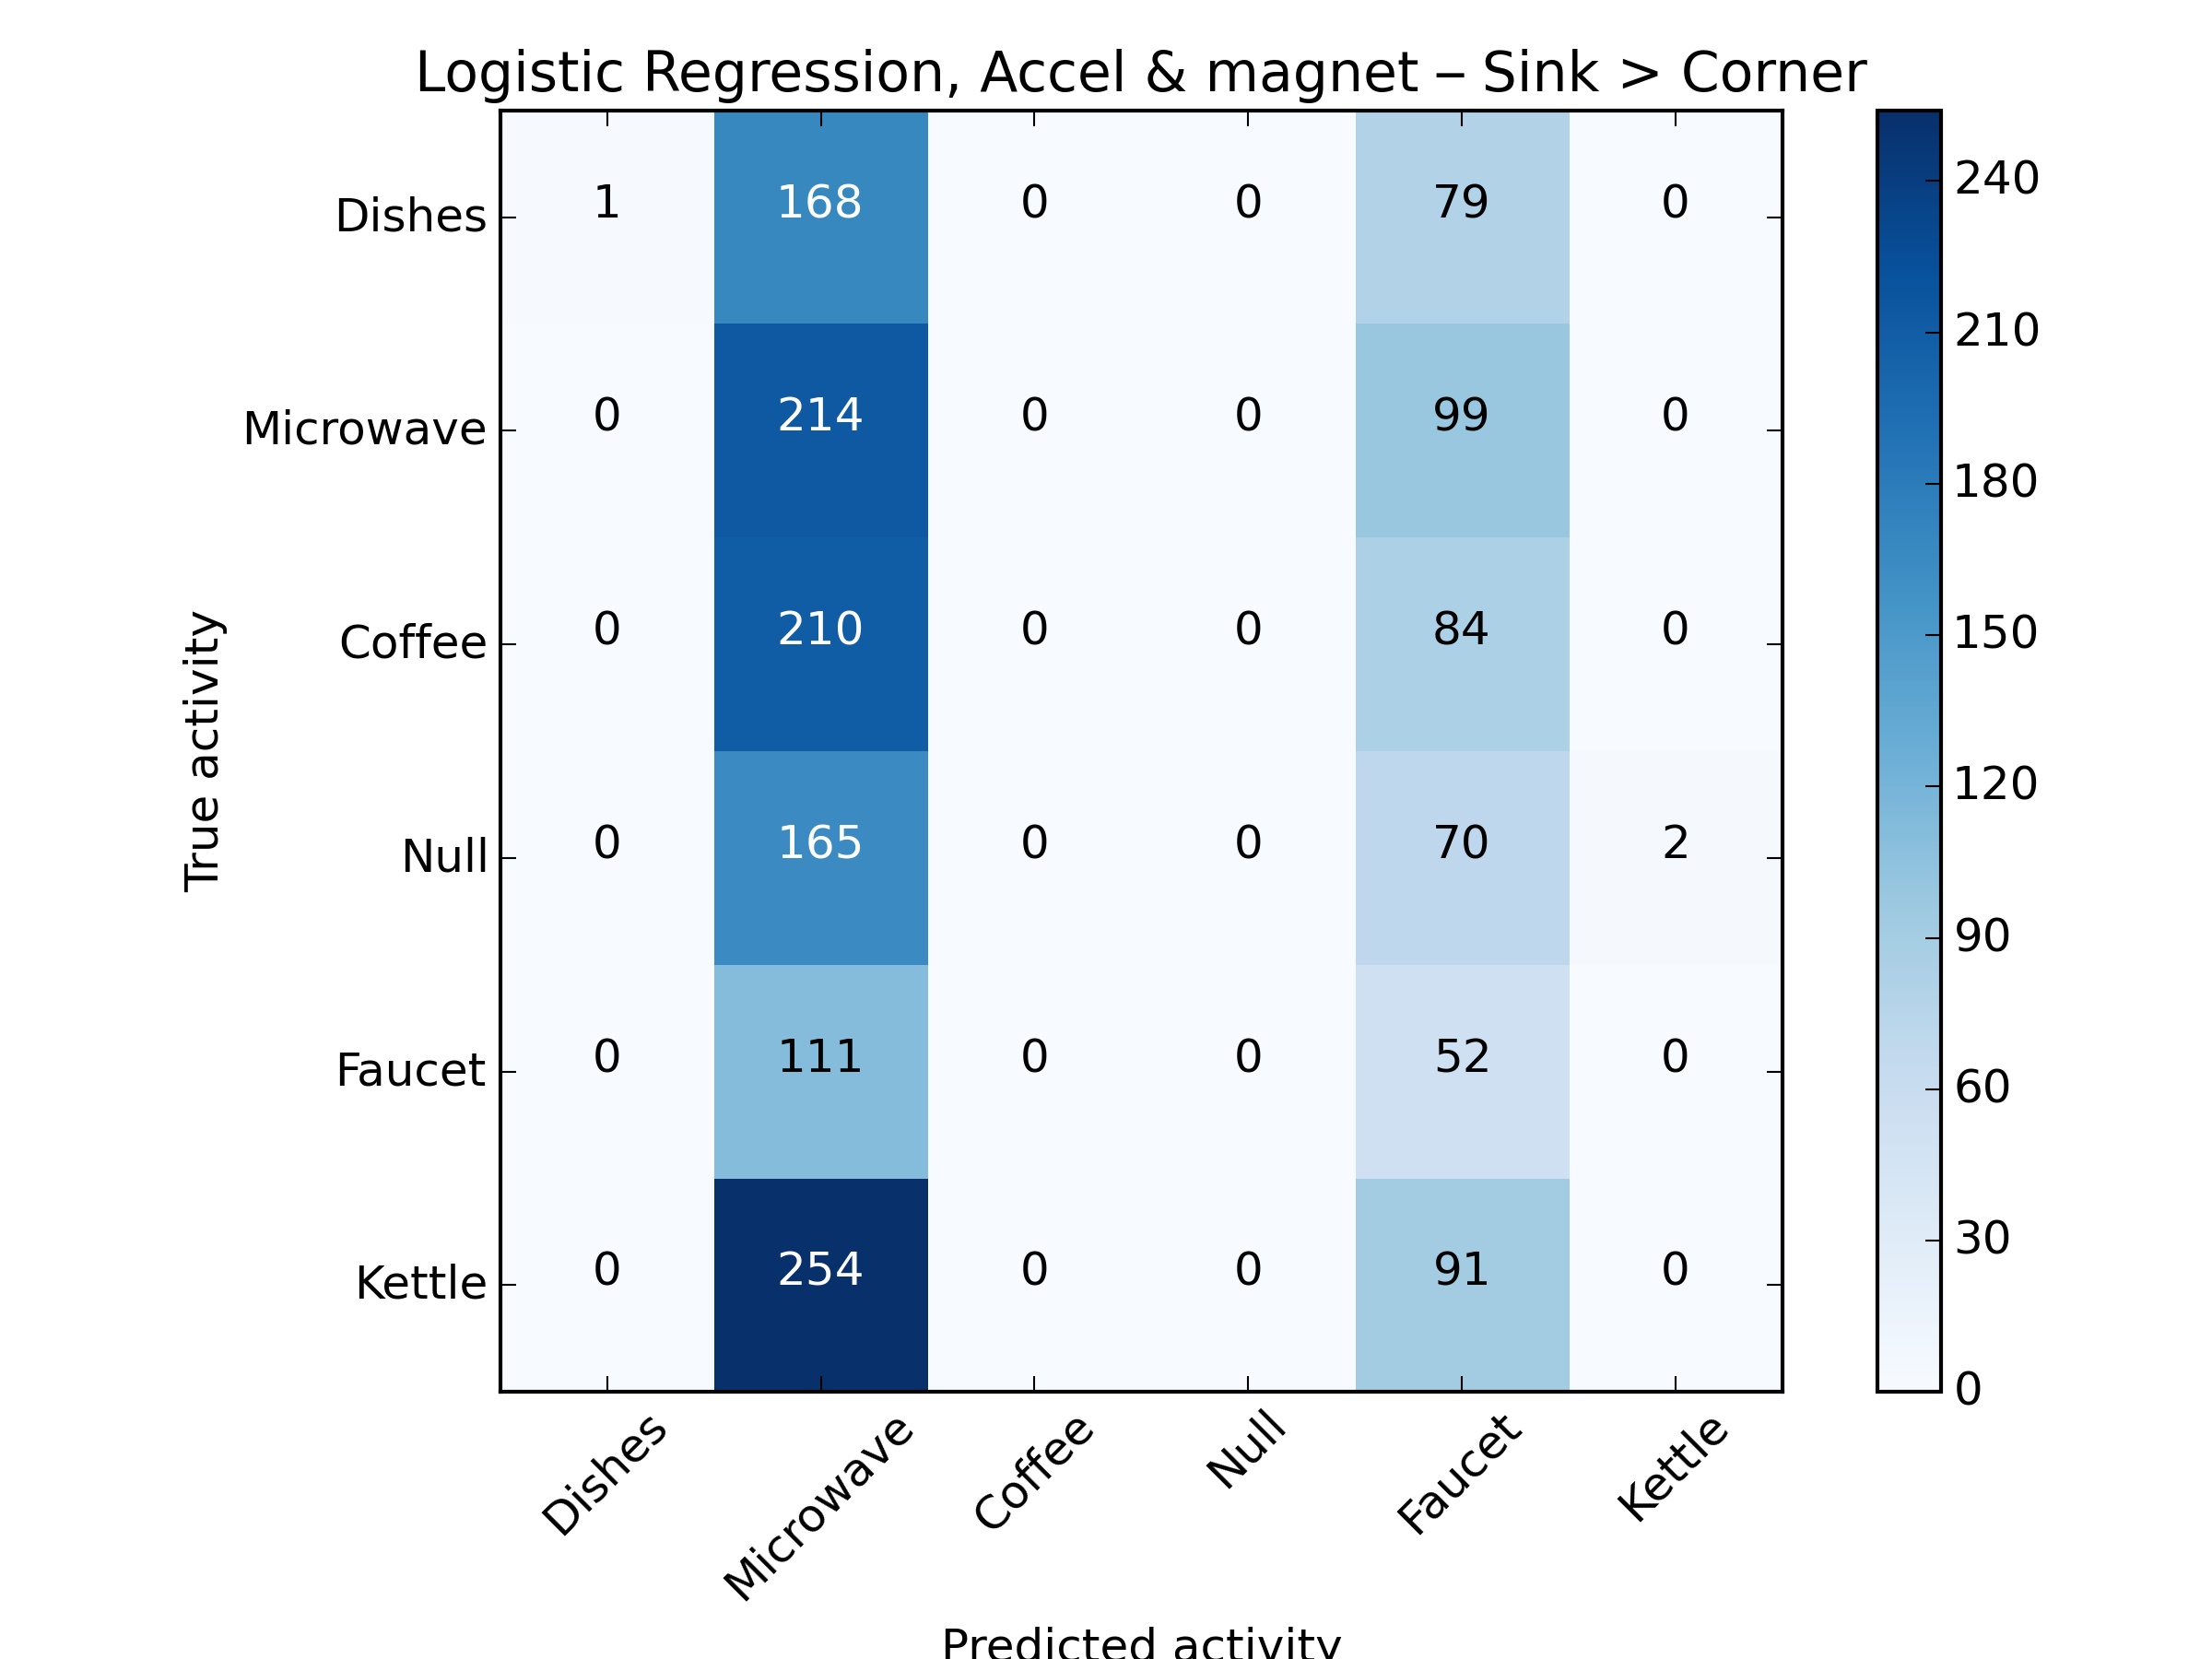 Logistic Regression, Accel & magnet – Sink > Corner
Dishes 1 168 0 0 79 0
Microwave 0 214 0 0 99 0
Coffee 0 210 0 0 84 0
Null 0 165 0 0 70 2
Faucet 0 111 0 0 52 0
Kettle 0 254 0 0 91 0
True activity
Dishes Microwave Coffee Null Faucet Kettle
Predicted activity
240
210
180
150
120
90
60
30
0